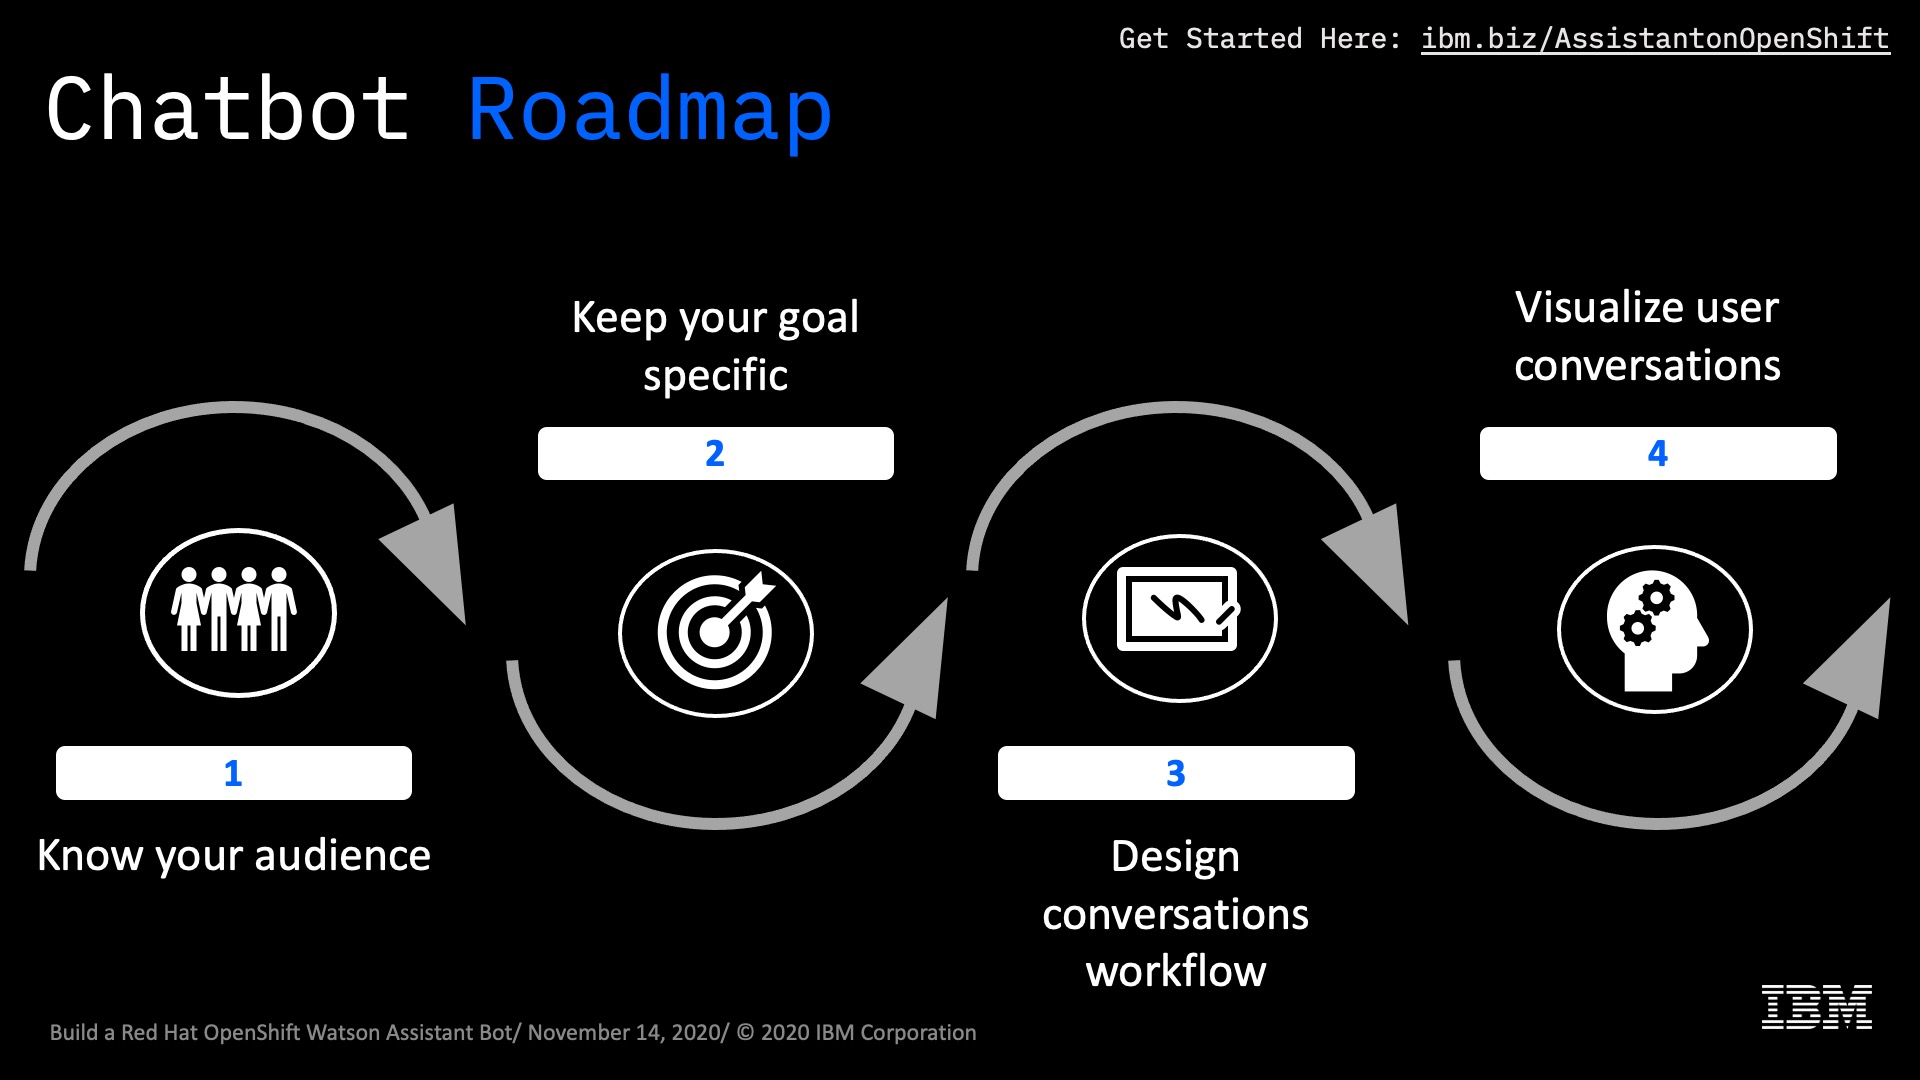 Get Started Here: ibm.biz/AssistantonOpenShift
Chatbot Roadmap
1
Know your audience
Keep your goal
specific
2
3
Design
conversations
workflow
Visualize user
conversations
4
Build a Red Hat OpenShift Watson Assistant Bot/ November 14, 2020/ © 2020 IBM Corporation
IBM